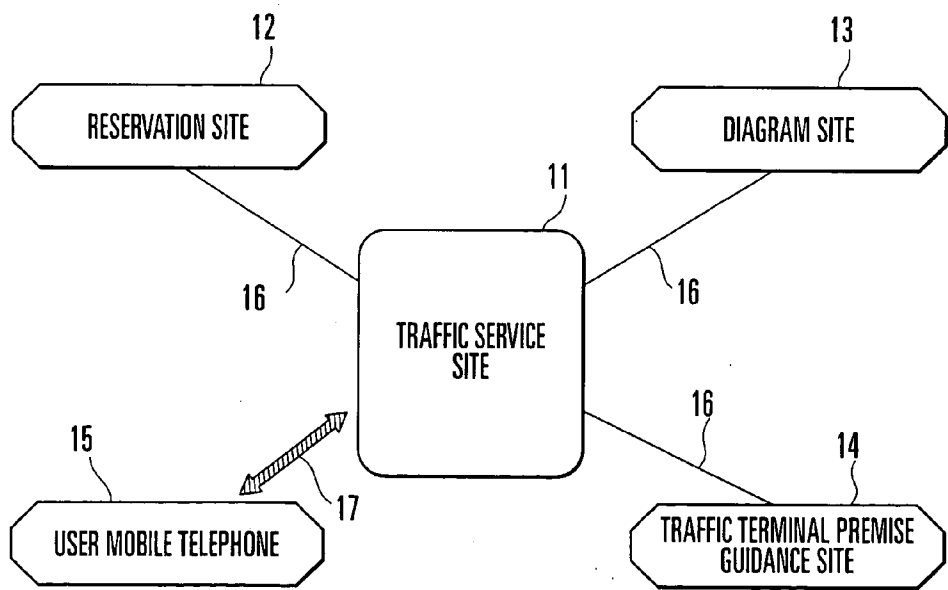 12
13
RESERVATION SITE
DIAGRAM SITE
11
16
16
TRAFFIC SERVICE
SITE
16
15
14
17
USER MOBILE TELEPHONE
TRAFFIC TERMINAL PREMISE
GUIDANCE SITE